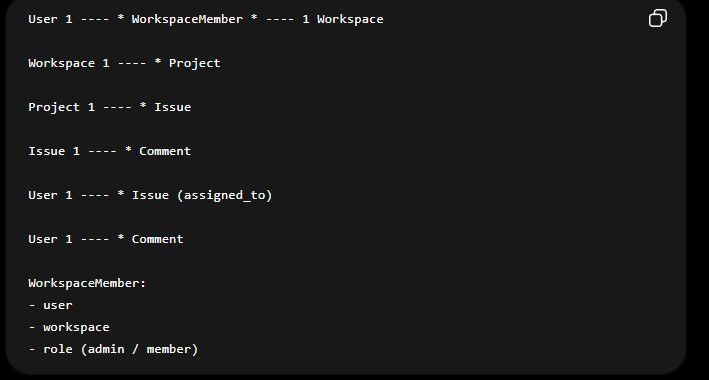 User 1 ---- * WorkspaceMember * ---- 1 Workspace
Workspace 1 ---- * Project
Project 1 ---- * Issue
Issue 1 ---- * Comment
User 1 ---- * Issue (assigned_to)
User 1 ---- * Comment
WorkspaceMember:
- user
- workspace
- role (admin / member)